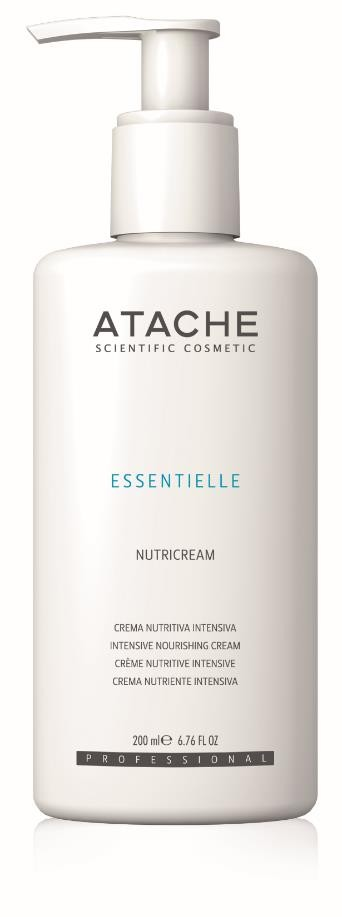 ATACHE
SCIENTIFIC COSMETIC
ESSENTIELLE
NUTRICREAM
CREMA NUTRITIVA INTENSIVA
INTENSIVE NOURISHING CREAM
CRÈME NUTRITIVE INTENSIVE
CREMA NUTRIENTE INTENSIVA
200 ml℮ 6.76 FL OZ
PROFESSIONAL